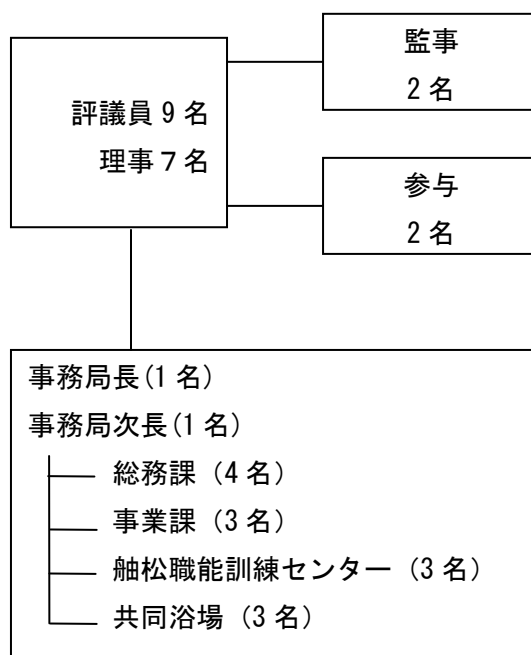 監事
2名
評議員9名
理事7名
参与
2名
事務局長(1名)
事務局次長(1名)
総務課(4名)
事業課(3名)
舳松職能訓練センター(3名)
共同浴場(3名)